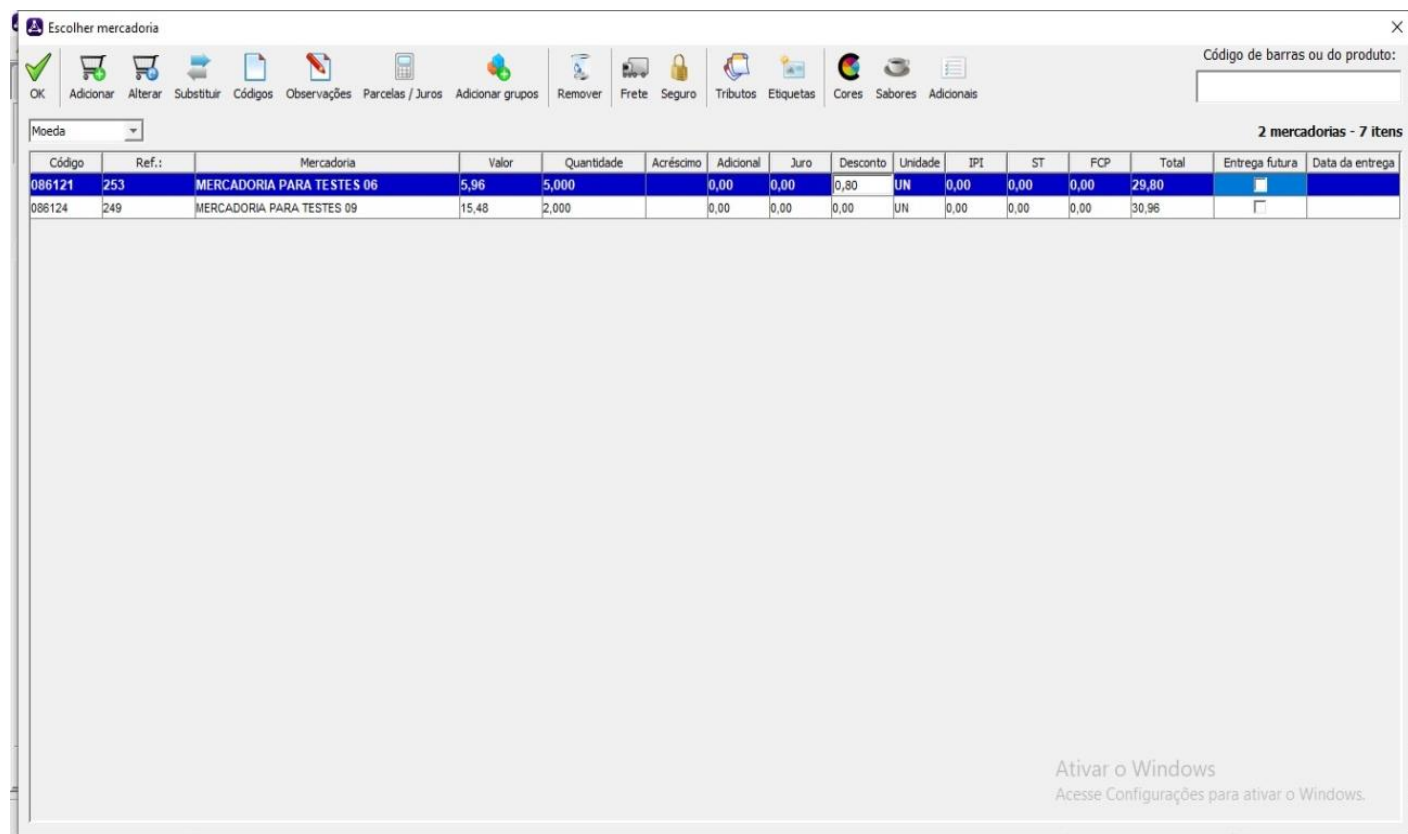 Escolher mercadoria
OK Adicionar Alterar Substituir Códigos Observações Parcelas / Juros Adicionar grupos Remover Frete Seguro Tributos Etiquetas Cores Sabores Adicionais
Código de barras ou do produto:
Moeda
2 mercadorias - 7 itens
Código Ref.: Mercadoria Valor Quantidade Acréscimo Adicional Juro Desconto Unidade IPI ST FCP Total Entrega futura Data da entrega
086121 253 MERCADORIA PARA TESTES 06 5,96 5,000 0,00 0,00 0,80 UN 0,00 0,00 0,00 29,80
086124 249 MERCADORIA PARA TESTES 09 15,48 2,000 0,00 0,00 0,00 UN 0,00 0,00 0,00 30,96
Ativar o Windows
Acesse Configurações para ativar o Windows.